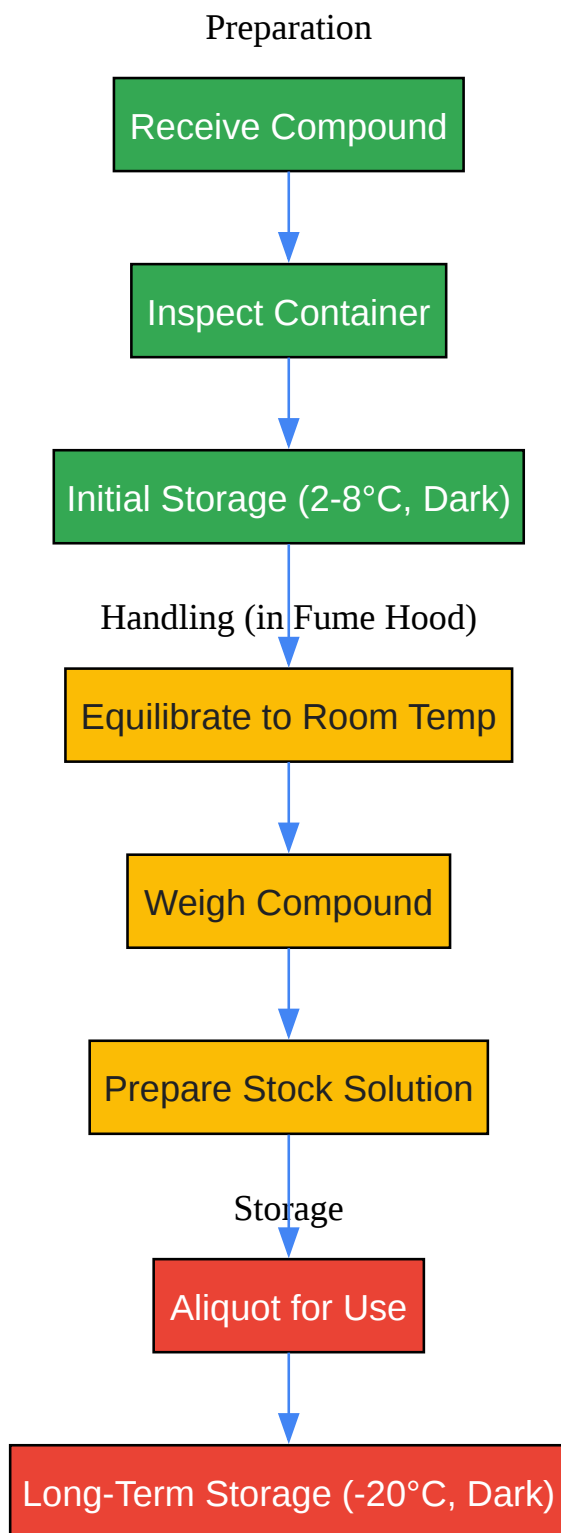 Preparation
Receive Compound
Inspect Container
Initial Storage (2-8°C, Dark)
Handling (in Fume Hood)
Equilibrate to Room Temp
Weigh Compound
Prepare Stock Solution
Storage
Aliquot for Use
Long-Term Storage (-20°C, Dark)